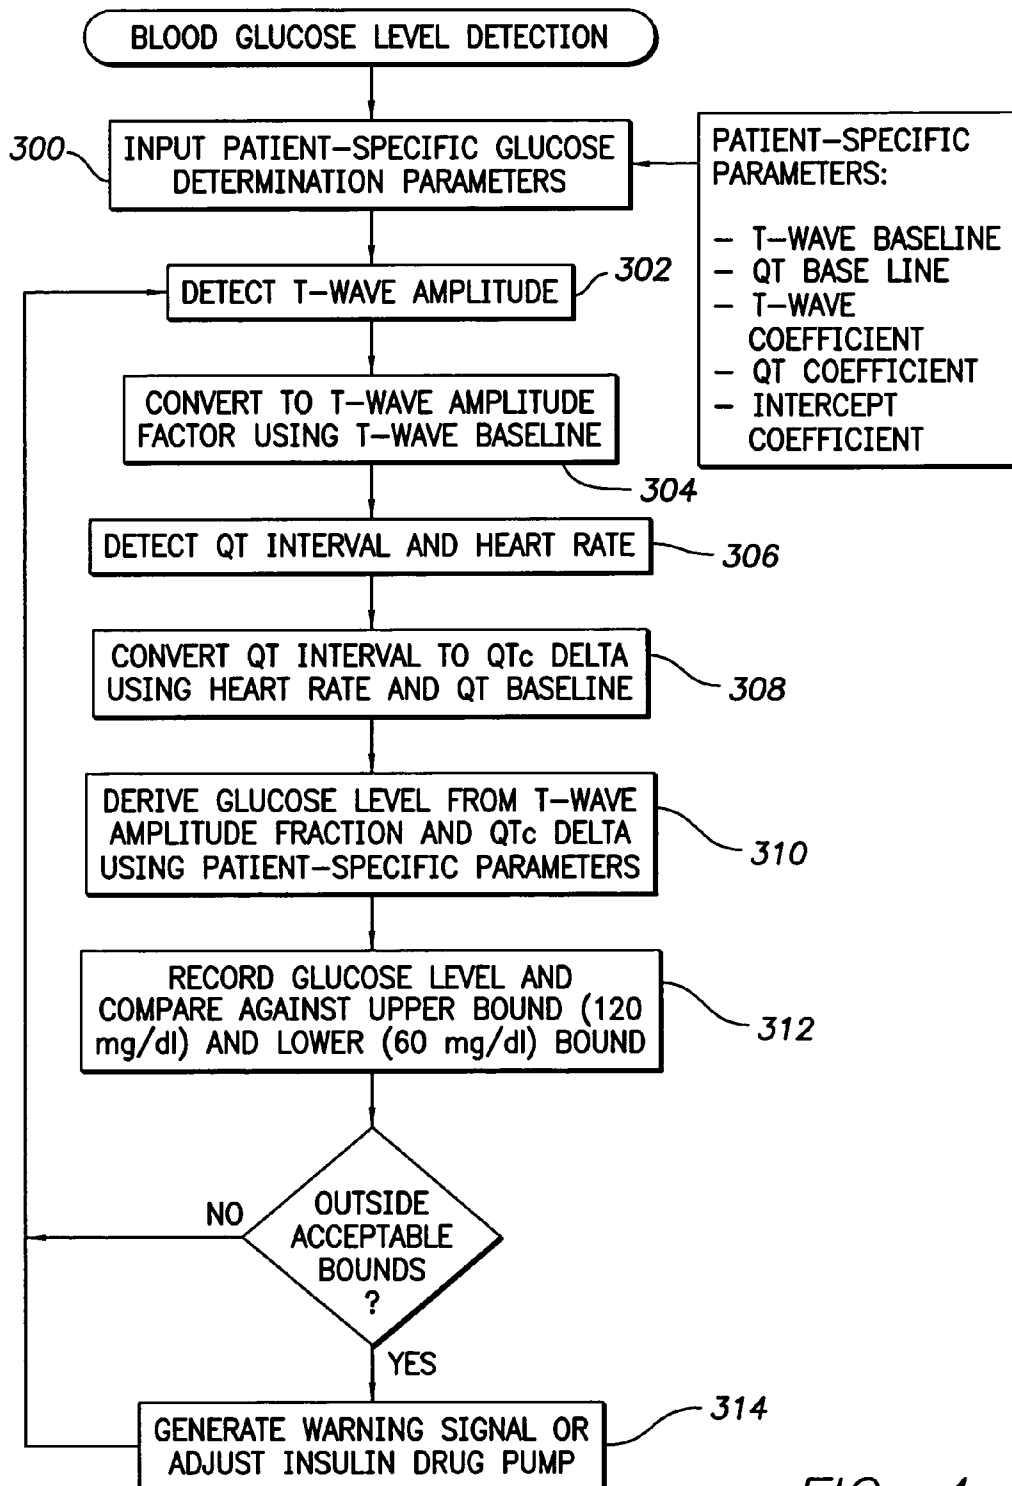 BLOOD GLUCOSE LEVEL DETECTION
300
INPUT PATIENT-SPECIFIC GLUCOSE
DETERMINATION PARAMETERS
PATIENT-SPECIFIC
PARAMETERS:
- T-WAVE BASELINE
- QT BASE LINE
- T-WAVE
COEFFICIENT
- QT COEFFICIENT
- INTERCEPT
COEFFICIENT
DETECT T-WAVE AMPLITUDE
302
CONVERT TO T-WAVE AMPLITUDE
FACTOR USING T-WAVE BASELINE
304
DETECT QT INTERVAL AND HEART RATE
306
CONVERT QT INTERVAL TO QTc DELTA
USING HEART RATE AND QT BASELINE
308
DERIVE GLUCOSE LEVEL FROM T-WAVE
AMPLITUDE FRACTION AND QTc DELTA
USING PATIENT-SPECIFIC PARAMETERS
310
RECORD GLUCOSE LEVEL AND
COMPARE AGAINST UPPER BOUND (120
mg/dl) AND LOWER (60 mg/dl) BOUND
312
OUTSIDE
ACCEPTABLE
BOUNDS
?
NO
YES
GENERATE WARNING SIGNAL OR
ADJUST INSULIN DRUG PUMP
314